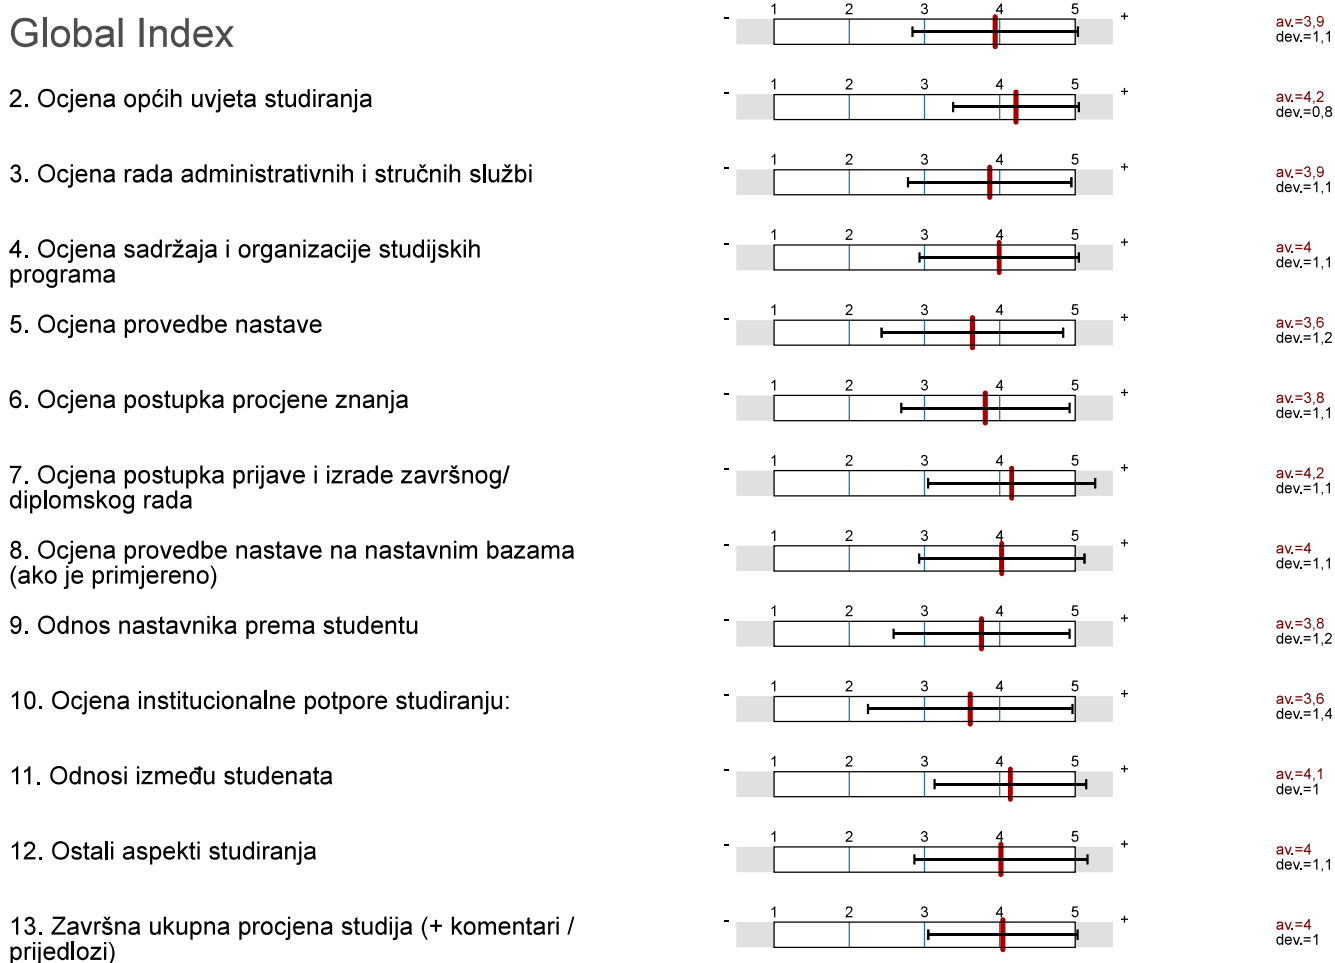 Global Index
- 1 2 3 4 5 + av.=3,9
dev.=1,1
2. Ocjena općih uvjeta studiranja
- 1 2 3 4 5 + av.=4,2
dev.=0,8
3. Ocjena rada administrativnih i stručnih službi
- 1 2 3 4 5 + av.=3,9
dev.=1,1
4. Ocjena sadržaja i organizacije studijskih
programa
- 1 2 3 4 5 + av.=4
dev.=1,1
5. Ocjena provedbe nastave
- 1 2 3 4 5 + av.=3,6
dev.=1,2
6. Ocjena postupka procjene znanja
- 1 2 3 4 5 + av.=3,8
dev.=1,1
7. Ocjena postupka prijave i izrade završnog/
diplomskog rada
- 1 2 3 4 5 + av.=4,2
dev.=1,1
8. Ocjena provedbe nastave na nastavnim bazama
(ako je primjereno)
- 1 2 3 4 5 + av.=4
dev.=1,1
9. Odnos nastavnika prema studentu
- 1 2 3 4 5 + av.=3,8
dev.=1,2
10. Ocjena institucionalne potpore studiranju:
- 1 2 3 4 5 + av.=3,6
dev.=1,4
11. Odnosi između studenata
- 1 2 3 4 5 + av.=4,1
dev.=1
12. Ostali aspekti studiranja
- 1 2 3 4 5 + av.=4
dev.=1,1
13. Završna ukupna procjena studija (+ komentari /
prijedlozi)
- 1 2 3 4 5 + av.=4
dev.=1